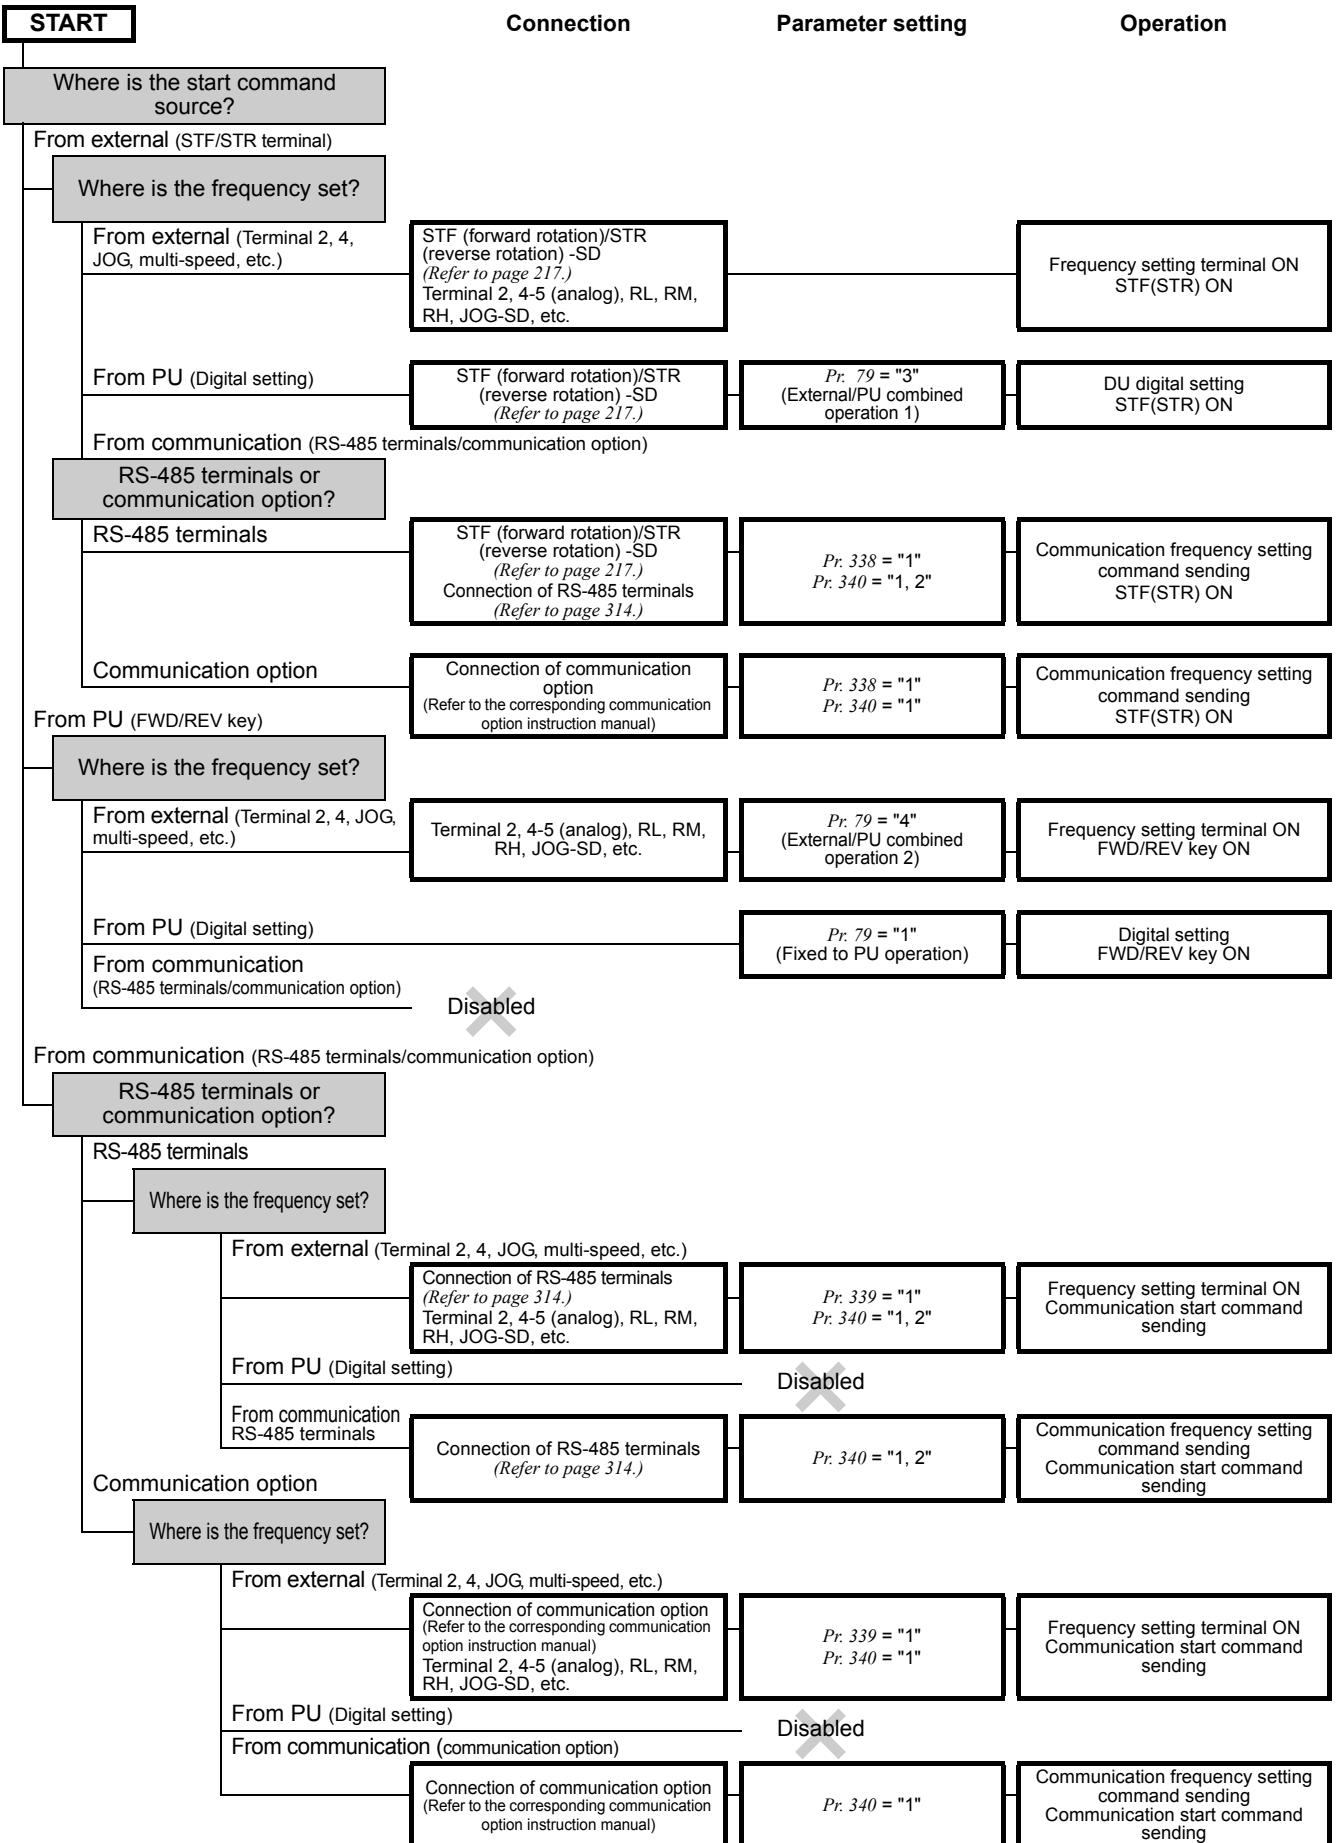 START
Connection
Parameter setting
Operation
Where is the start command
source?
From external (STF/STR terminal)
Where is the frequency set?
From external (Terminal 2, 4,
JOG, multi-speed, etc.)
STF (forward rotation)/STR
(reverse rotation) -SD
(Refer to page 217.)
Terminal 2, 4-5 (analog), RL, RM,
RH, JOG-SD, etc.
Frequency setting terminal ON
STF(STR) ON
From PU (Digital setting)
STF (forward rotation)/STR
(reverse rotation) -SD
(Refer to page 217.)
Pr. 79 = "3"
(External/PU combined
operation 1)
DU digital setting
STF(STR) ON
From communication (RS-485 terminals/communication option)
RS-485 terminals or
communication option?
RS-485 terminals
STF (forward rotation)/STR
(reverse rotation) -SD
(Refer to page 217.)
Connection of RS-485 terminals
(Refer to page 314.)
Pr. 338 = "1"
Pr. 340 = "1, 2"
Communication frequency setting
command sending
STF(STR) ON
Communication option
Connection of communication
option
(Refer to the corresponding communication
option instruction manual)
Pr. 338 = "1"
Pr. 340 = "1"
Communication frequency setting
command sending
STF(STR) ON
From PU (FWD/REV key)
Where is the frequency set?
From external (Terminal 2, 4, JOG,
multi-speed, etc.)
Terminal 2, 4-5 (analog), RL, RM,
RH, JOG-SD, etc.
Pr. 79 = "4"
(External/PU combined
operation 2)
Frequency setting terminal ON
FWD/REV key ON
From PU (Digital setting)
Pr. 79 = "1"
(Fixed to PU operation)
Digital setting
FWD/REV key ON
From communication
(RS-485 terminals/communication option)
Disabled
From communication (RS-485 terminals/communication option)
RS-485 terminals or
communication option?
RS-485 terminals
Where is the frequency set?
From external (Terminal 2, 4, JOG, multi-speed, etc.)
Connection of RS-485 terminals
(Refer to page 314.)
Terminal 2, 4-5 (analog), RL, RM,
RH, JOG-SD, etc.
Pr. 339 = "1"
Pr. 340 = "1, 2"
Frequency setting terminal ON
Communication start command
sending
From PU (Digital setting)
Disabled
From communication
RS-485 terminals
Connection of RS-485 terminals
(Refer to page 314.)
Pr. 340 = "1, 2"
Communication frequency setting
command sending
Communication start command
sending
Communication option
Where is the frequency set?
From external (Terminal 2, 4, JOG, multi-speed, etc.)
Connection of communication option
(Refer to the corresponding communication
option instruction manual)
Terminal 2, 4-5 (analog), RL, RM,
RH, JOG-SD, etc.
Pr. 339 = "1"
Pr. 340 = "1"
Frequency setting terminal ON
Communication start command
sending
From PU (Digital setting)
Disabled
From communication (communication option)
Connection of communication option
(Refer to the corresponding communication
option instruction manual)
Pr. 340 = "1"
Communication frequency setting
command sending
Communication start command
sending